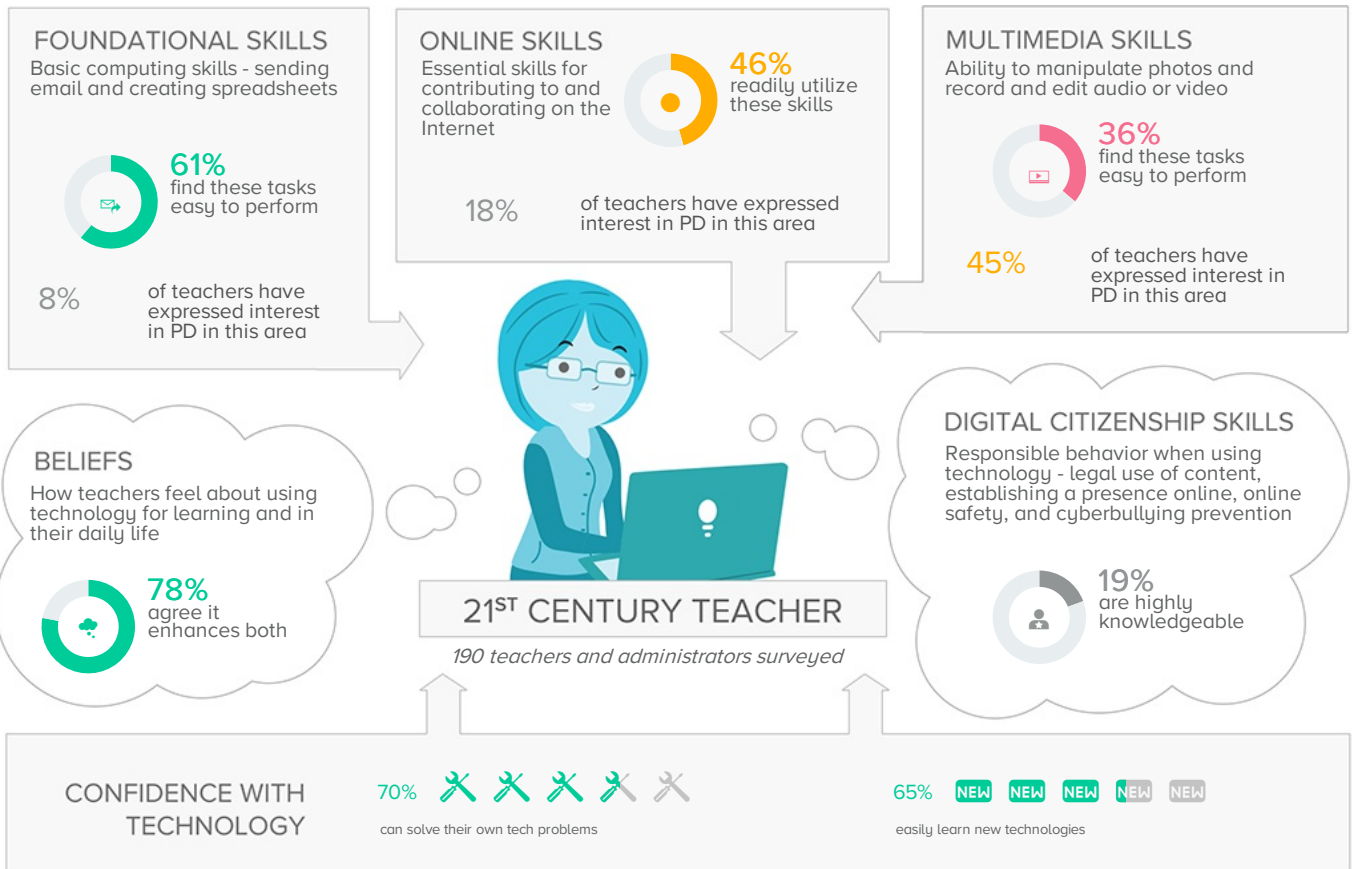 FOUNDATIONAL SKILLS
Basic computing skills - sending
email and creating spreadsheets
61%
find these tasks
easy to perform
8%
of teachers have
expressed interest
in PD in this area
ONLINE SKILLS
Essential skills for
contributing to and
collaborating on the
Internet
46%
readily utilize
these skills
18%
of teachers have expressed
interest in PD in this area
MULTIMEDIA SKILLS
Ability to manipulate photos and
record and edit audio or video
36%
find these tasks
easy to perform
45%
of teachers have
expressed interest in
PD in this area
BELIEFS
How teachers feel about using
technology for learning and in
their daily life
78%
agree it
enhances both
DIGITAL CITIZENSHIP SKILLS
Responsible behavior when using
technology - legal use of content,
establishing a presence online, online
safety, and cyberbullying prevention
19%
are highly
knowledgeable
21ST CENTURY TEACHER
190 teachers and administrators surveyed
CONFIDENCE WITH
TECHNOLOGY
70%
can solve their own tech problems
65% NEW NEW NEW NEW NEW
easily learn new technologies